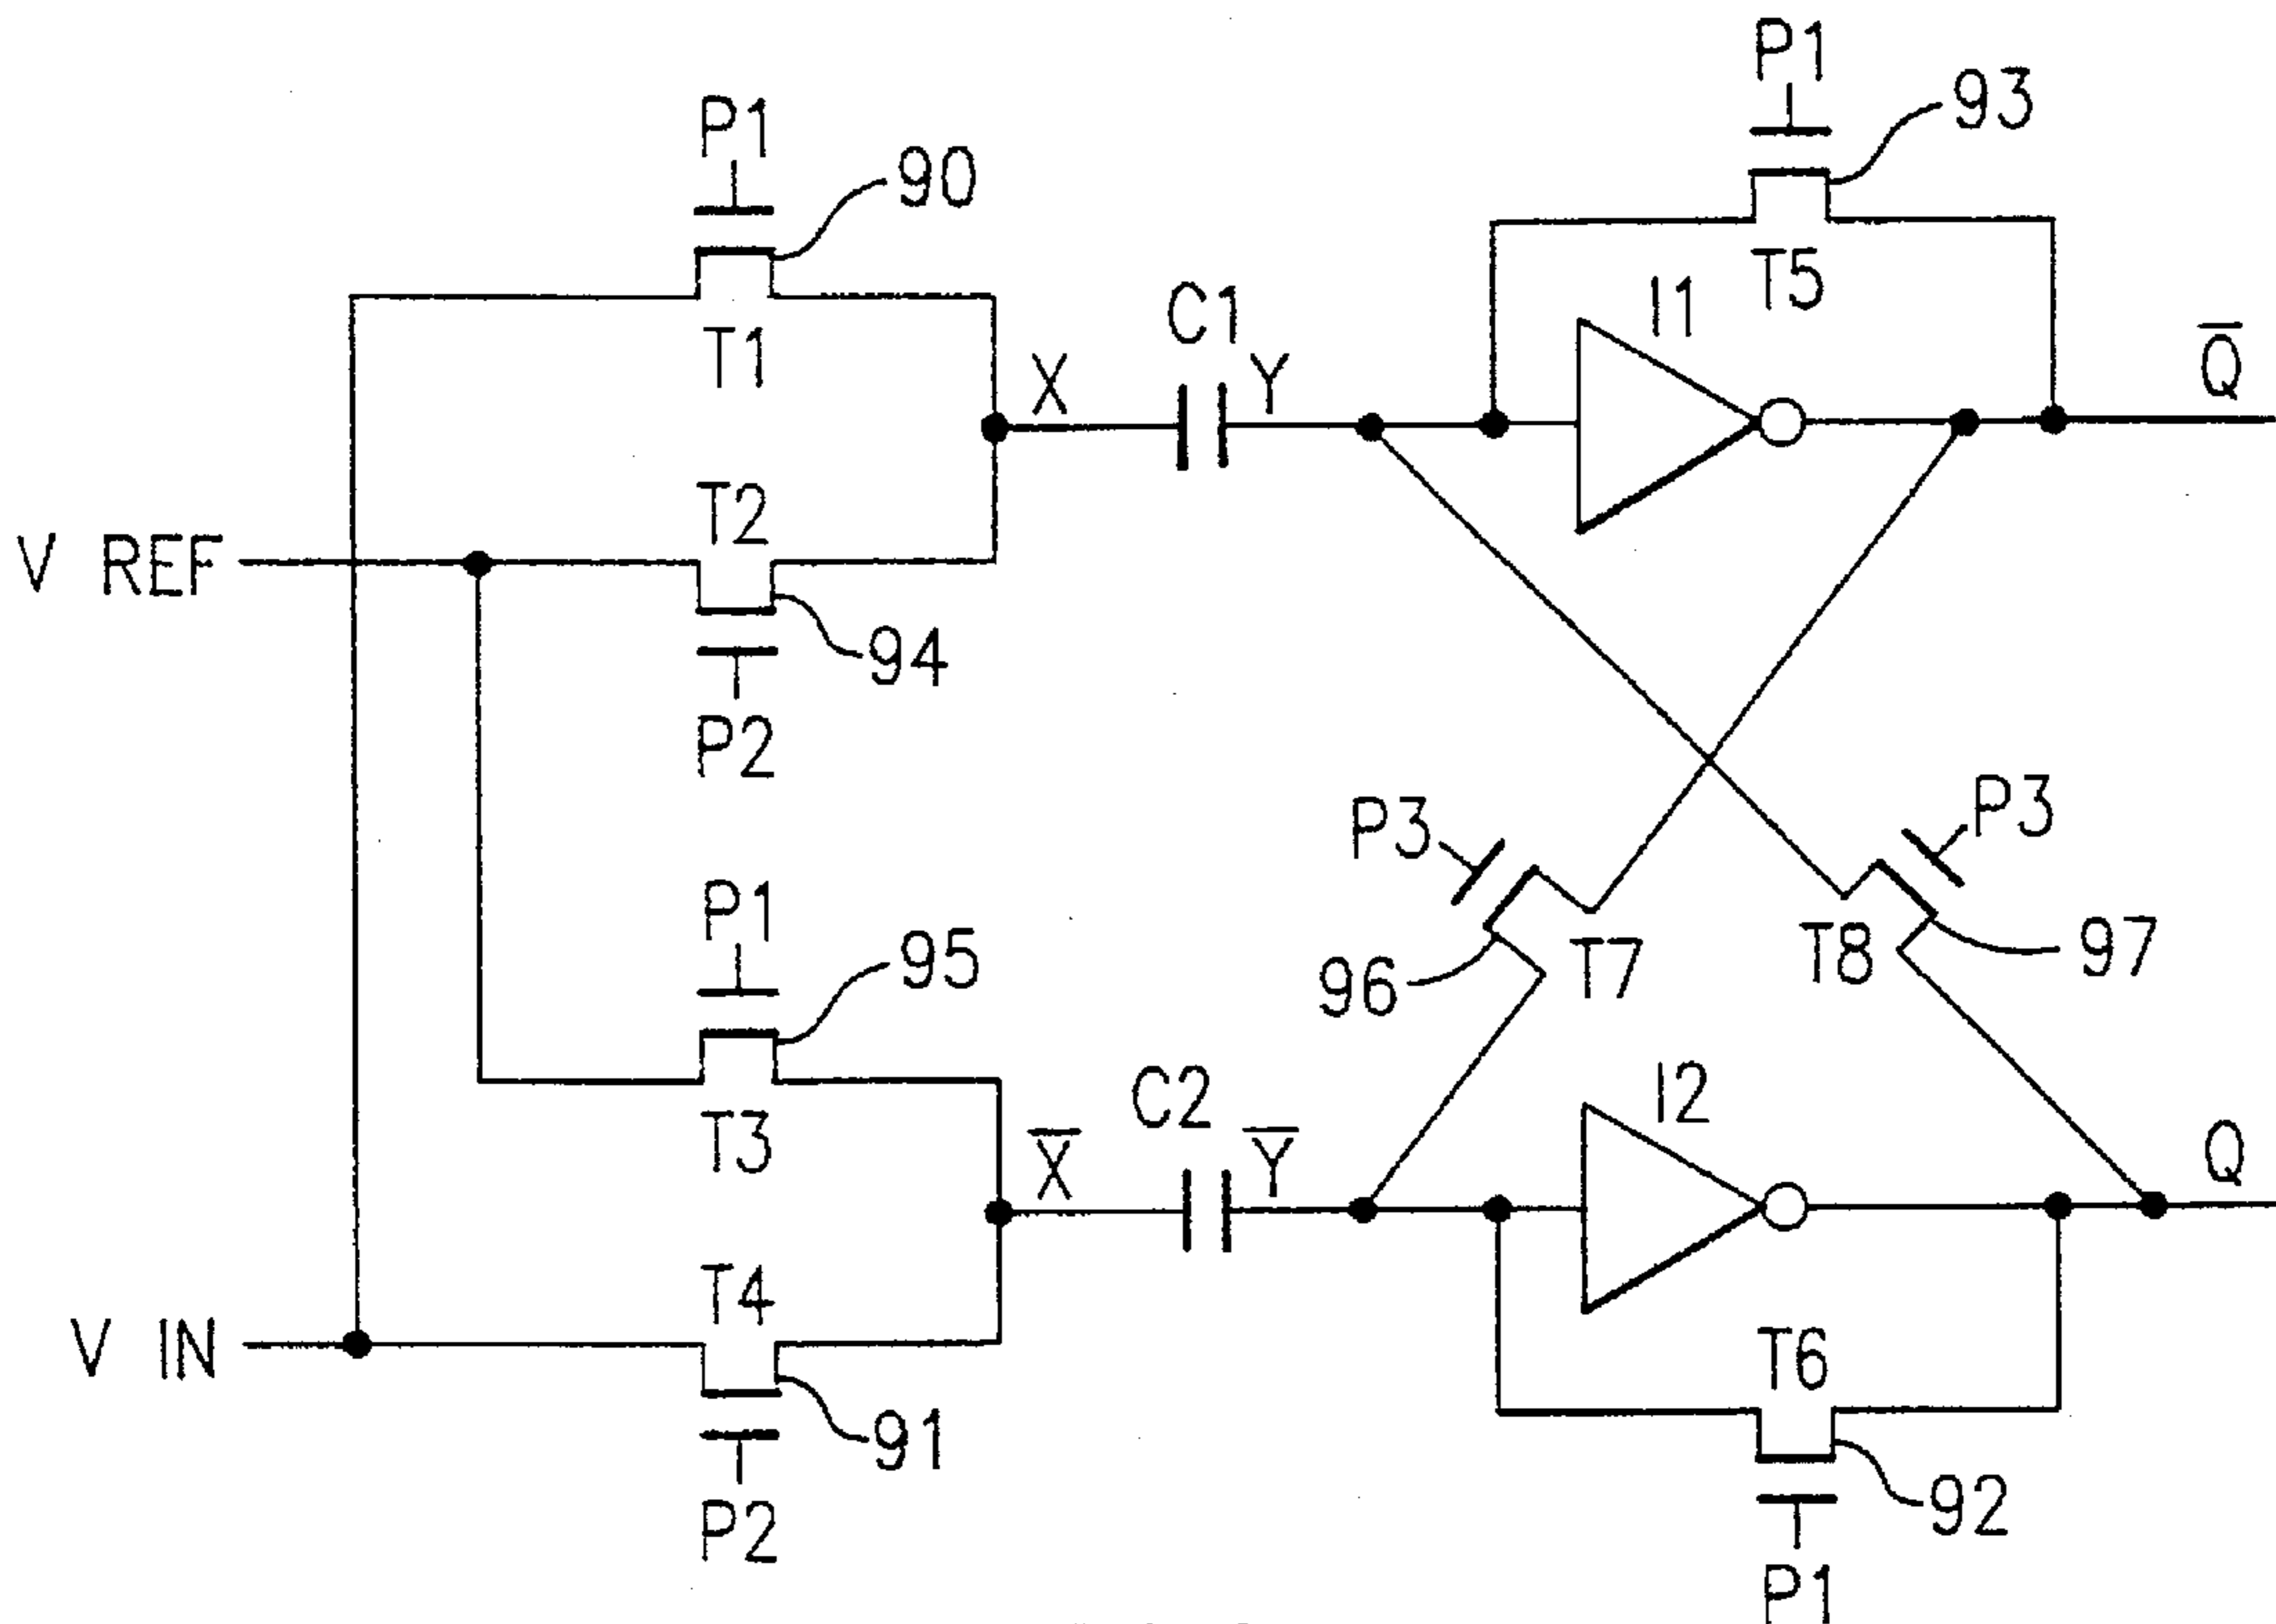 P1
93
P1
90
T5
I1
C1
Q̅
T1
X
Y
T2
V REF
94
P2
P3
P3
P1
95
T7
T8
97
96
C2
I2
T3
X̅
Y̅
Q
T4
V IN
T6
91
92
P2
P1